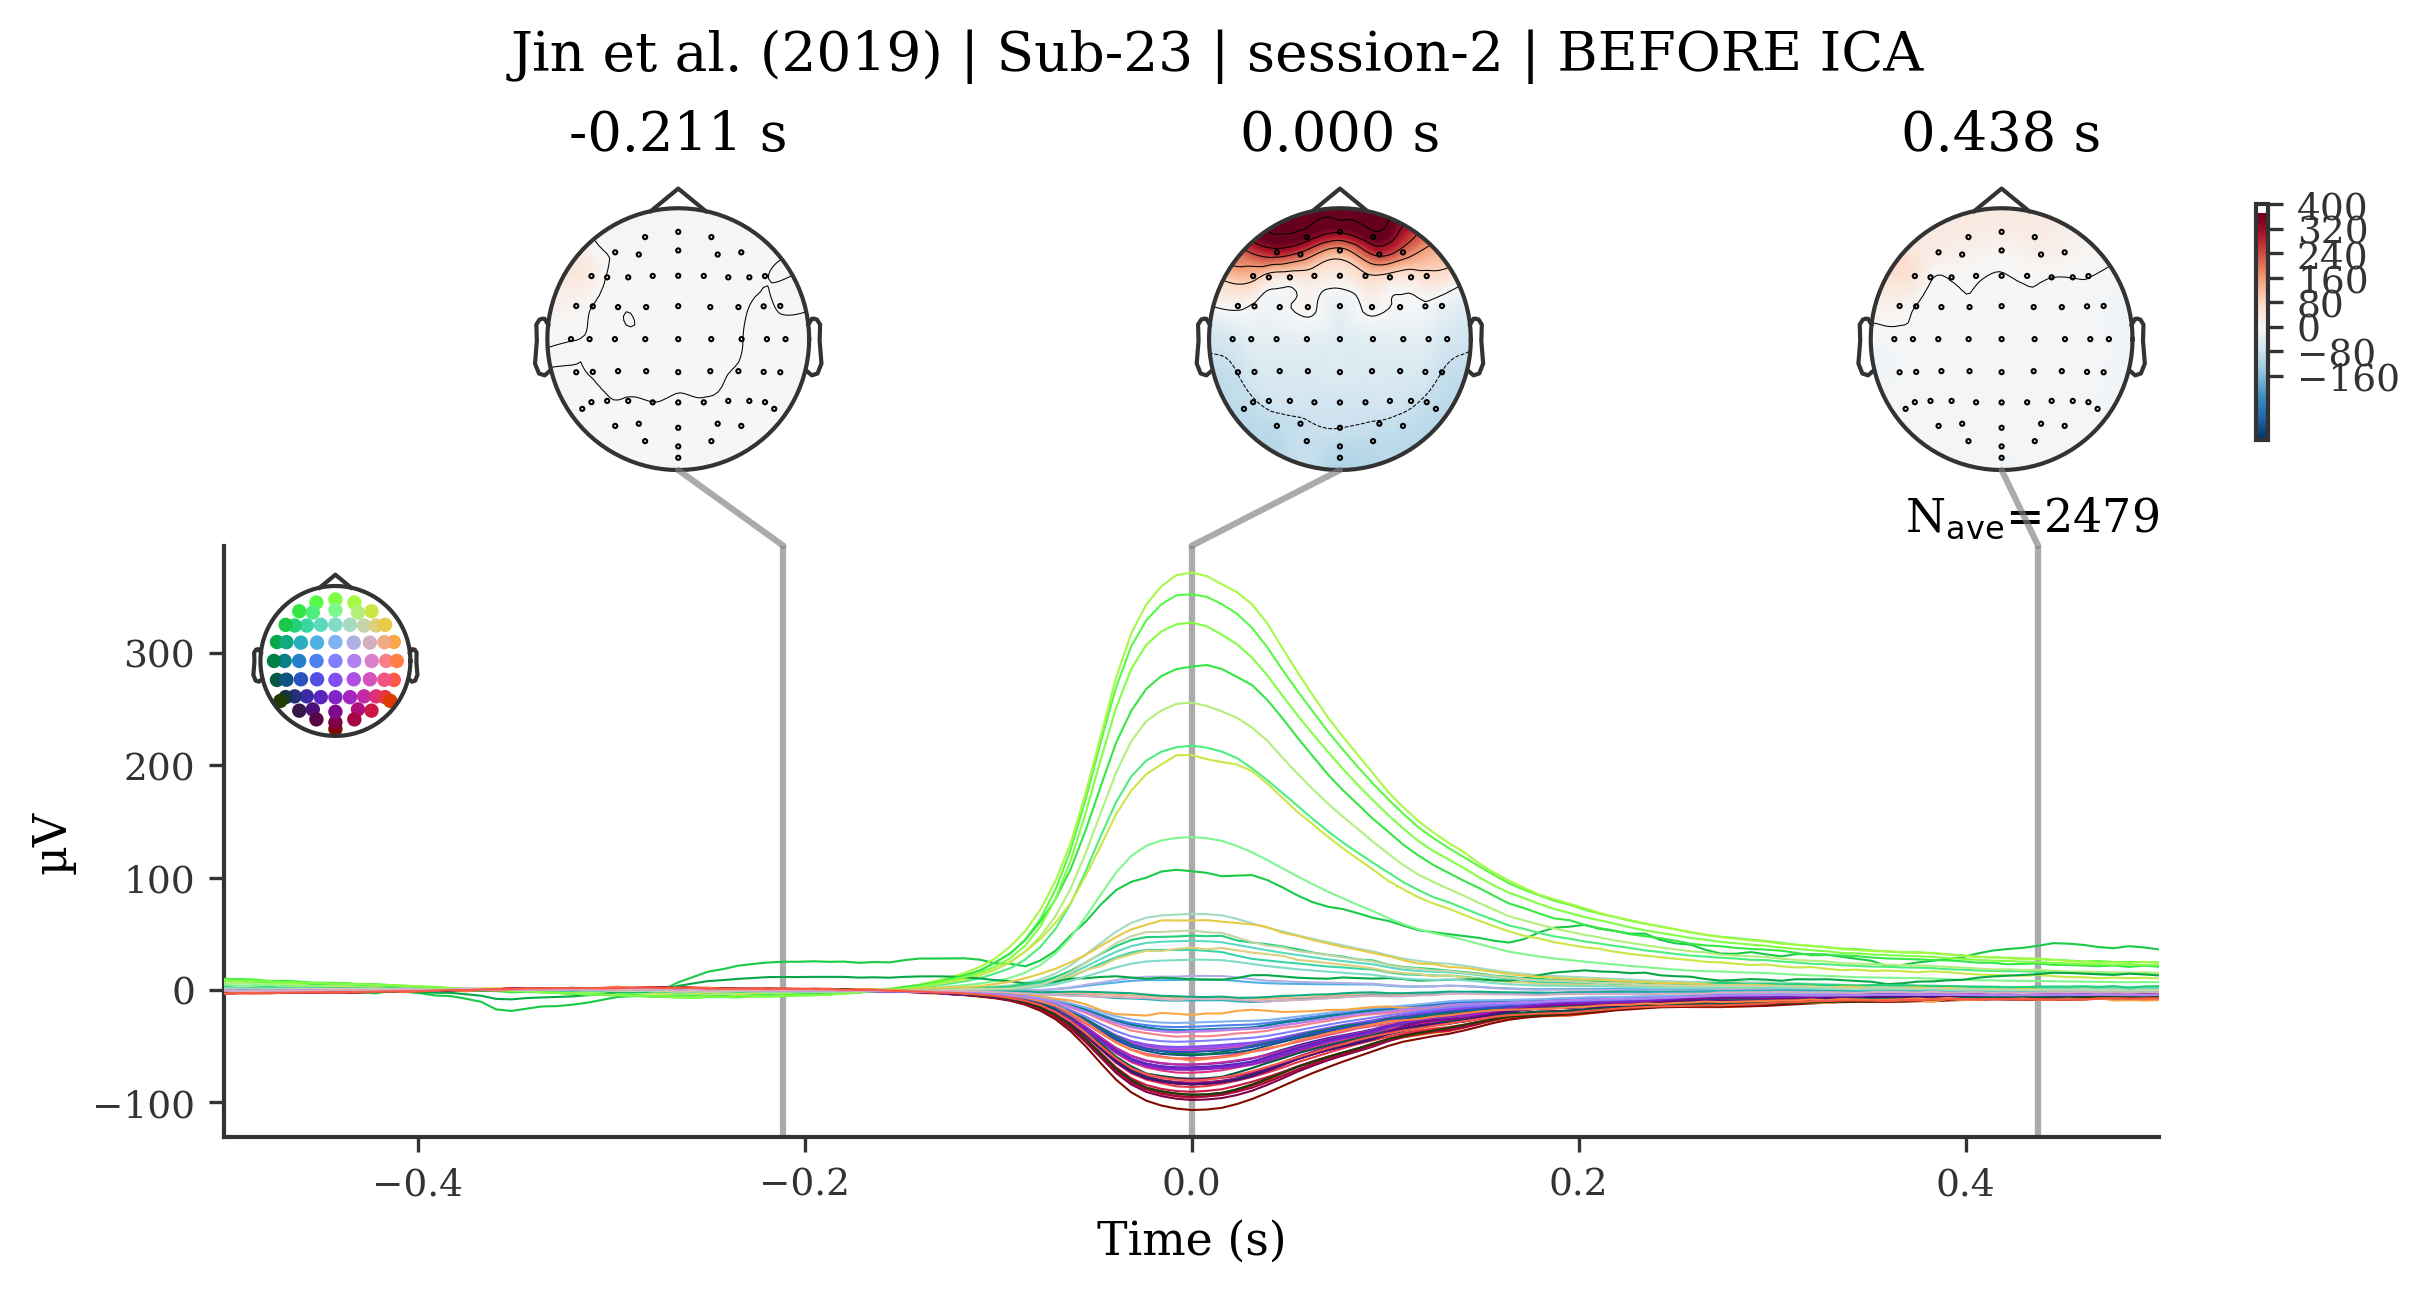 Jin et al. (2019) | Sub-23 | session-2 | BEFORE ICA
-0.211 s
0.000 s
0.438 s
400
320
240
160
80
0
−80
−160
Nave=2479
μV
300
200
100
0
−100
−0.4
−0.2
0.0
0.2
0.4
Time (s)